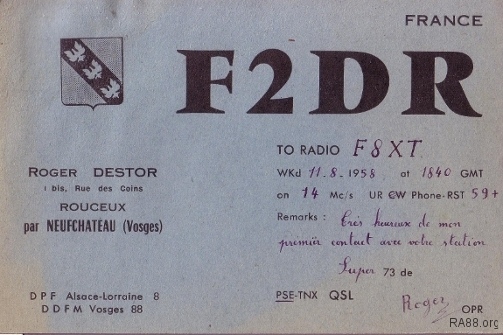 FRANCE
F2DR
TO RADIO F8XT
ROGER DESTOR
1 bis, Rue des Coins
ROUCEUX
par NEUFCHATEAU (Vosges)
WKd 11.8.1958 at 1840 GMT
on 14 Mc/s UR CW Phone-RST 59+
Remarks : très heureux de mon
premier contact avec votre station.
Super 73 de
DPF Alsace-Lorraine 8
DDFM Vosges 88
PSE-TNX QSL
Roger OPR
RA88.org